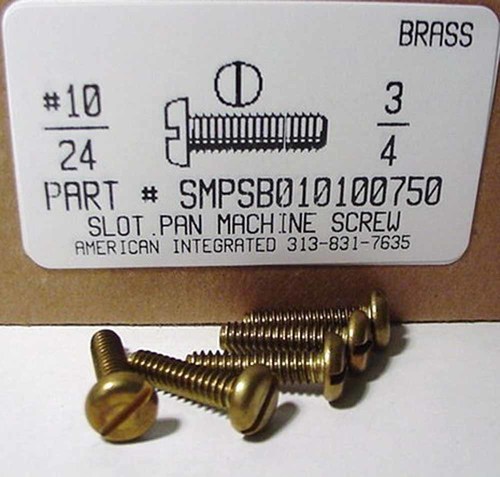 BRASS
#10
24
3
4
PART # SMPSB010100750
SLOT.PAN MACHINE SCREW
AMERICAN INTEGRATED 313-831-7635